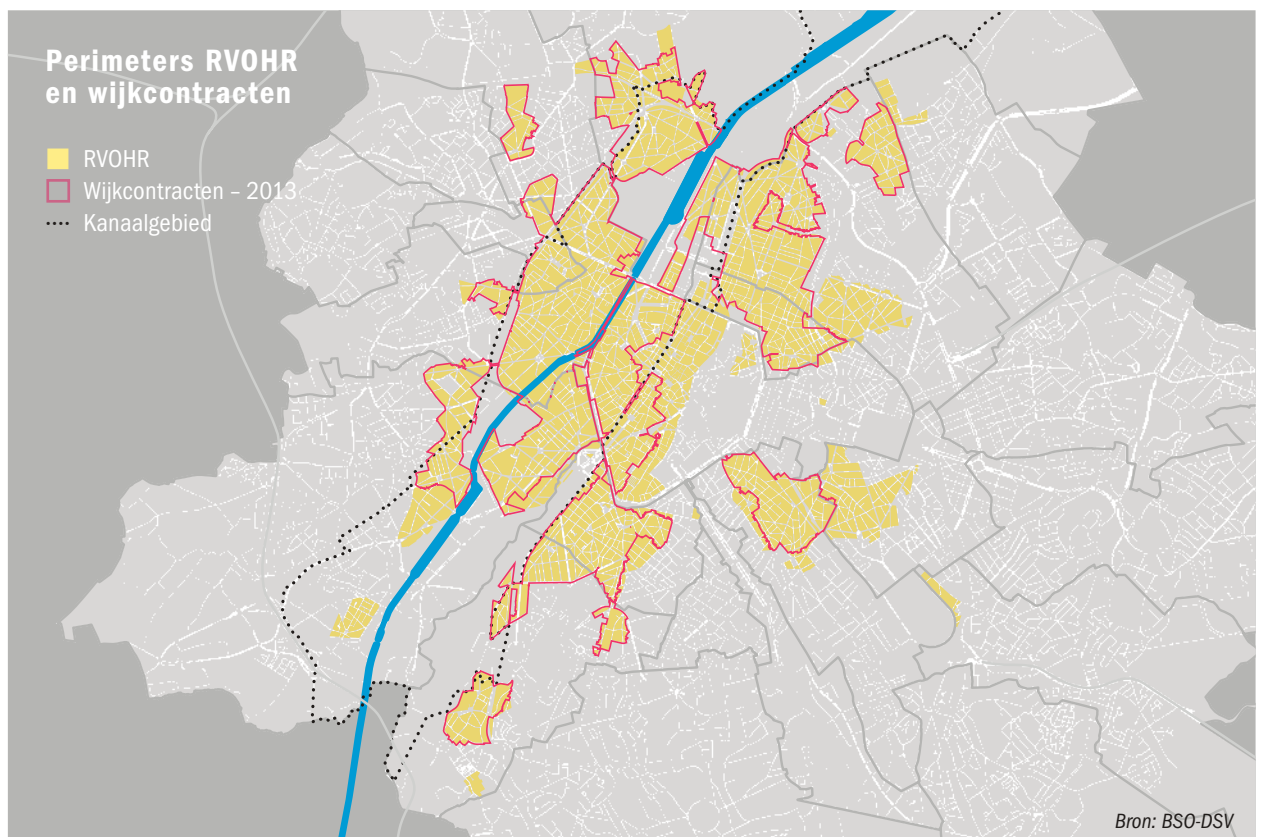 Perimeters RVOHR
en wijkcontracten
RVOHR
Wijkcontracten – 2013
Kanaalgebied
Bron: BSO-DSV